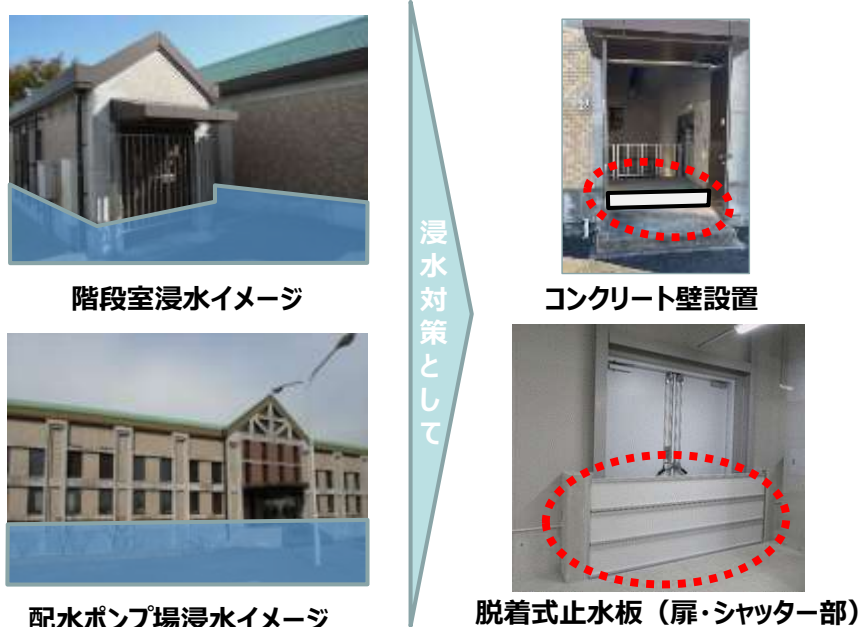 階段室浸水イメージ
配水ポンプ場浸水イメージ
浸水対策として
コンクリート壁設置
脱着式止水板（扉・シャッター部）